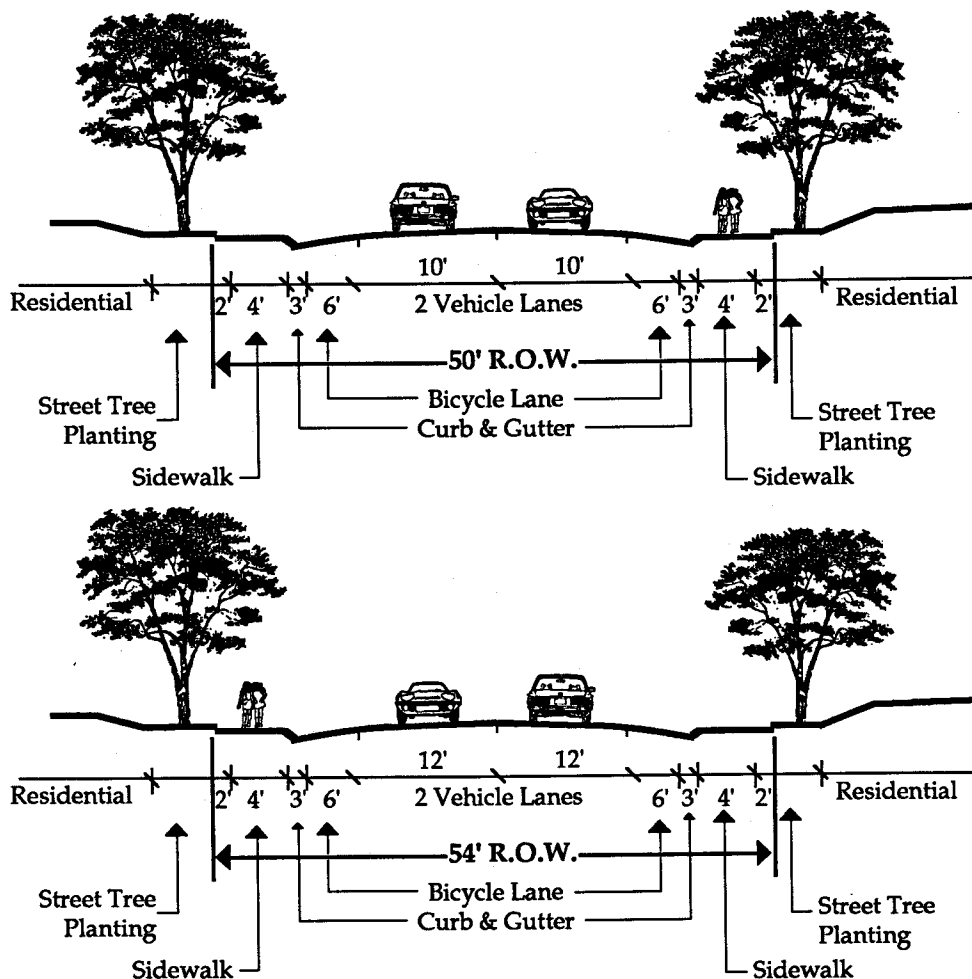 10' 10'
Residential 2' 4' 3' 6' 2 Vehicle Lanes 6' 3' 4' 2' Residential
50' R.O.W.
Street Tree Planting
Bicycle Lane
Curb & Gutter
Street Tree Planting
Sidewalk Sidewalk
12' 12'
Residential 2' 4' 3' 6' 2 Vehicle Lanes 6' 3' 4' 2' Residential
54' R.O.W.
Street Tree Planting
Bicycle Lane
Curb & Gutter
Street Tree Planting
Sidewalk Sidewalk